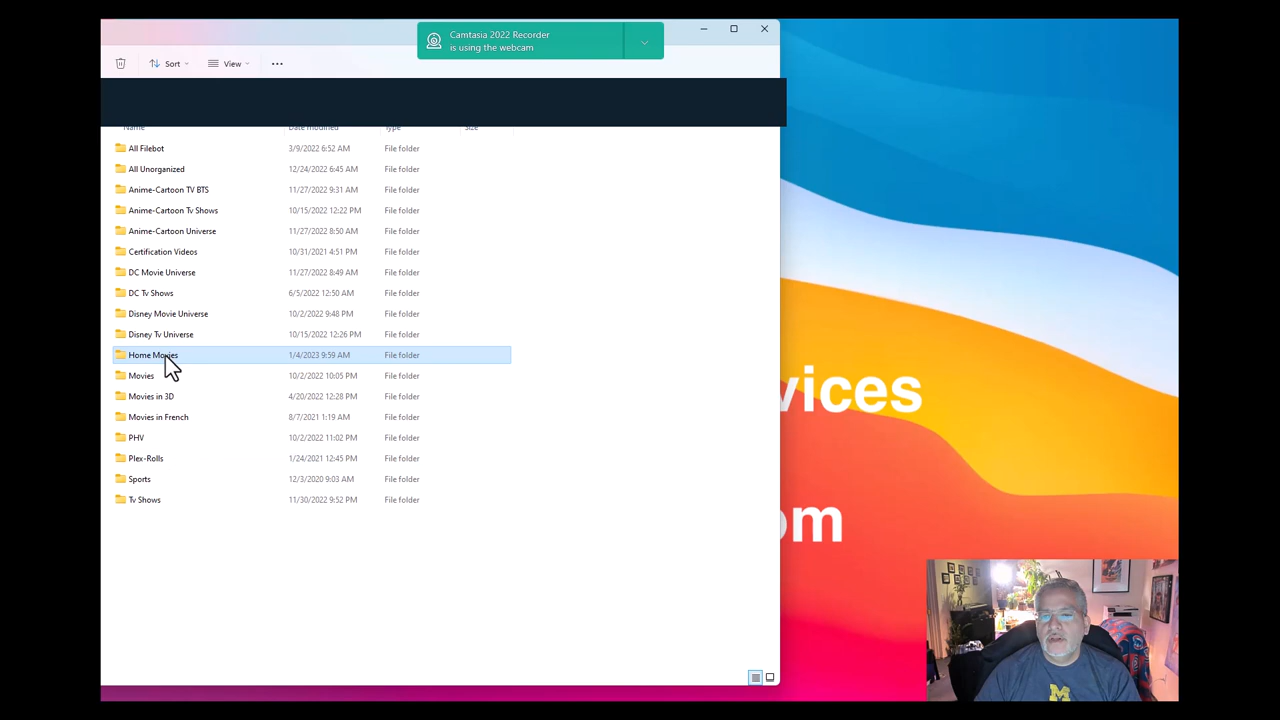 Camtasia 2022 Recorder
is using the webcam
Sort View
Name Date modified Type Size
All Filebot 3/9/2022 6:52 AM File folder
All Unorganized 12/24/2022 6:45 AM File folder
Anime-Cartoon TV BTS 11/27/2022 9:31 AM File folder
Anime-Cartoon Tv Shows 10/15/2022 12:22 PM File folder
Anime-Cartoon Universe 11/27/2022 8:50 AM File folder
Certification Videos 10/31/2021 4:51 PM File folder
DC Movie Universe 11/27/2022 8:49 AM File folder
DC Tv Shows 6/5/2022 12:50 AM File folder
Disney Movie Universe 10/2/2022 9:48 PM File folder
Disney Tv Universe 10/15/2022 12:26 PM File folder
Home Movies 1/4/2023 9:59 AM File folder
Movies 10/2/2022 10:05 PM File folder
Movies in 3D 4/20/2022 12:28 PM File folder
Movies in French 8/7/2021 1:19 AM File folder
PHV 10/2/2022 11:02 PM File folder
Plex-Rolls 1/24/2021 12:45 PM File folder
Sports 12/3/2020 9:03 AM File folder
Tv Shows 11/30/2022 9:52 PM File folder
vices
om
M